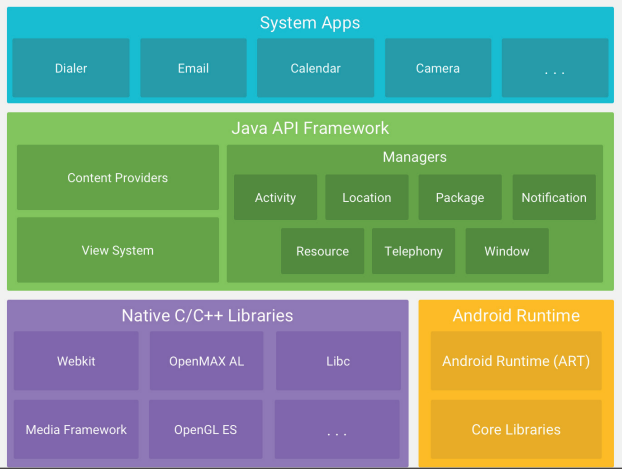 System Apps
Dialer
Email
Calendar
Camera
. . .
Java API Framework
Content Providers
View System
Managers
Activity
Location
Package
Notification
Resource
Telephony
Window
Native C/C++ Libraries
Webkit
OpenMAX AL
Libc
Media Framework
OpenGL ES
. . .
Android Runtime
Android Runtime (ART)
Core Libraries